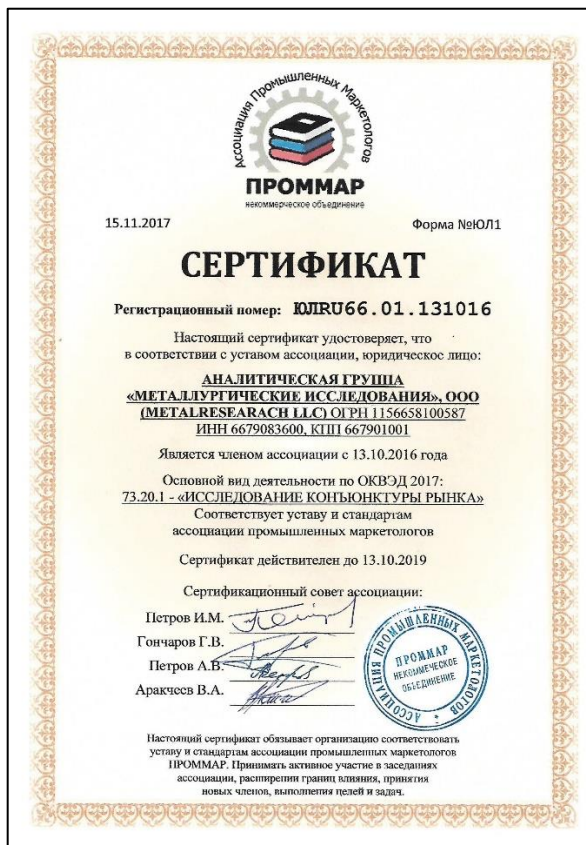 Ассоциация Промышленных Маркетологов
ПРОММАР
некоммерческое объединение
15.11.2017
Форма №ЮЛ1
СЕРТИФИКАТ
Регистрационный номер: ЮЛRU66.01.131016
Настоящий сертификат удостоверяет, что
в соответствии с уставом ассоциации, юридическое лицо:
АНАЛИТИЧЕСКАЯ ГРУППА
«МЕТАЛЛУРГИЧЕСКИЕ ИССЛЕДОВАНИЯ», ООО
(METALRESEARACH LLC) ОГРН 1156658100587
ИНН 6679083600, КПП 667901001
Является членом ассоциации с 13.10.2016 года
Основной вид деятельности по ОКВЭД 2017:
73.20.1 - «ИССЛЕДОВАНИЕ КОНЪЮНКТУРЫ РЫНКА»
Соответствует уставу и стандартам
ассоциации промышленных маркетологов
Сертификат действителен до 13.10.2019
Сертификационный совет ассоциации:
Петров И.М.
Гончаров Г.В.
Петров А.В.
Аракчеев В.А.
АССОЦИАЦИЯ ПРОМЫШЛЕННЫХ МАРКЕТОЛОГОВ
ПРОММАР
НЕКОММЕЧЕСКОЕ
ОБЪЕДИНЕНИЕ
Настоящий сертификат обязывает организацию соответствовать
уставу и стандартам ассоциации промышленных маркетологов
ПРОММАР. Принимать активное участие в заседаниях
ассоциации, расширении границ влияния, принятия
новых членов, выполнения целей и задач.